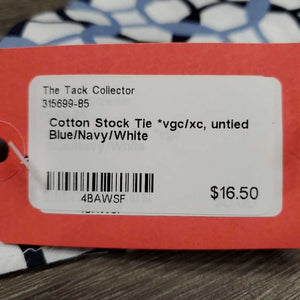 The Tack Collector
315699-85
Cotton Stock Tie *vgc/xc, untied
Blue/Navy/White
4BAWSF
$16.50